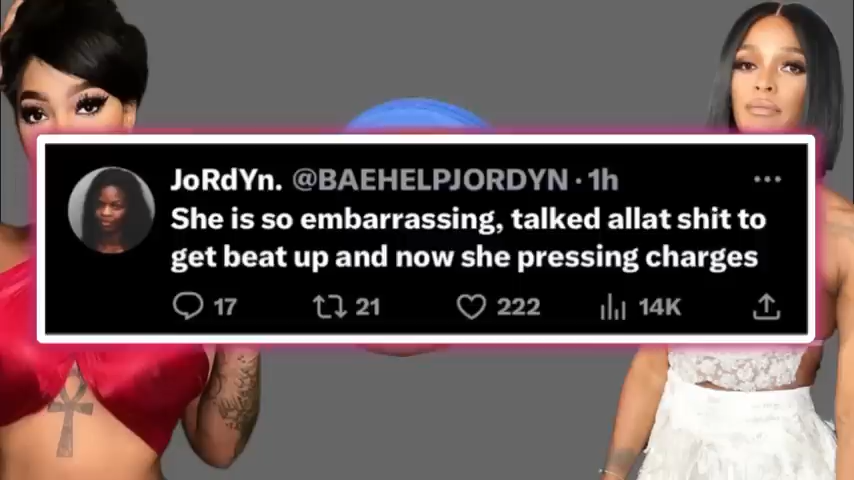 JoRdYn. @BAEHELPJORDYN · 1h
She is so embarrassing, talked allat shit to
get beat up and now she pressing charges
17 21 222 14K